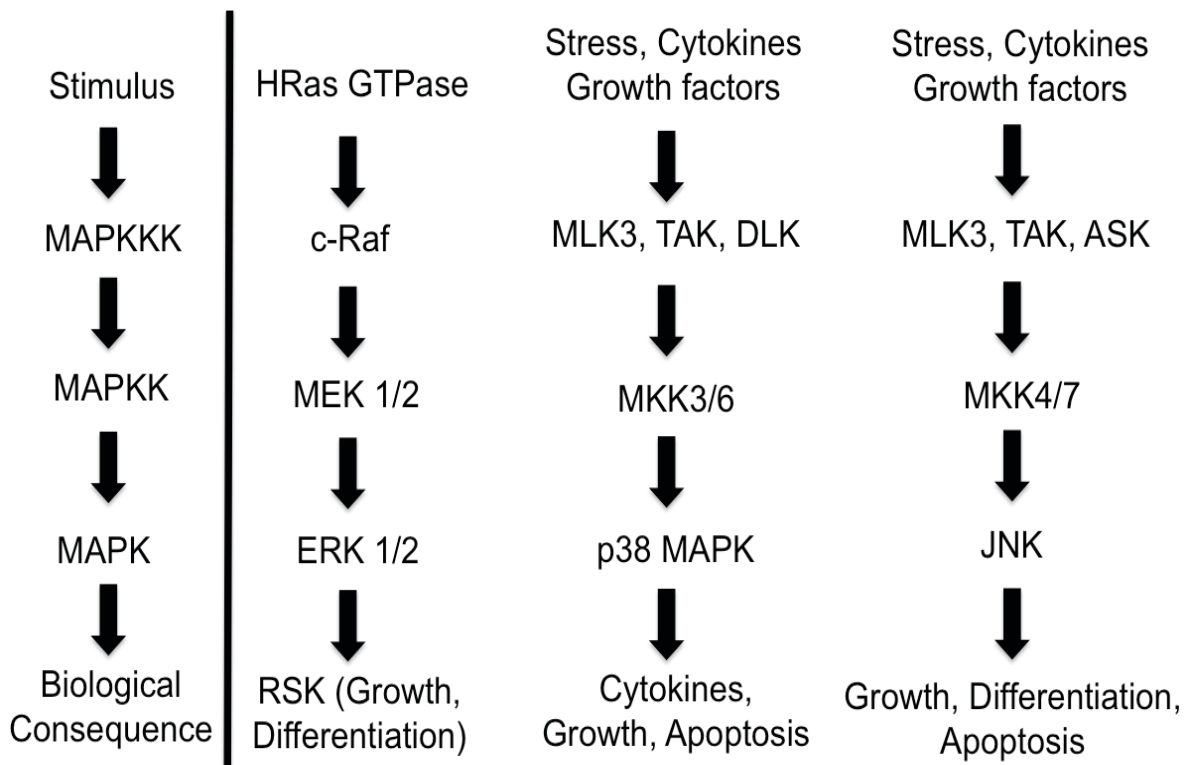 Stimulus
MAPKKK
MAPKK
MAPK
Biological
Consequence
HRas GTPase
c-Raf
MEK 1/2
ERK 1/2
RSK (Growth,
Differentiation)
Stress, Cytokines
Growth factors
MLK3, TAK, DLK
MKK3/6
p38 MAPK
Cytokines,
Growth, Apoptosis
Stress, Cytokines
Growth factors
MLK3, TAK, ASK
MKK4/7
JNK
Growth, Differentiation,
Apoptosis